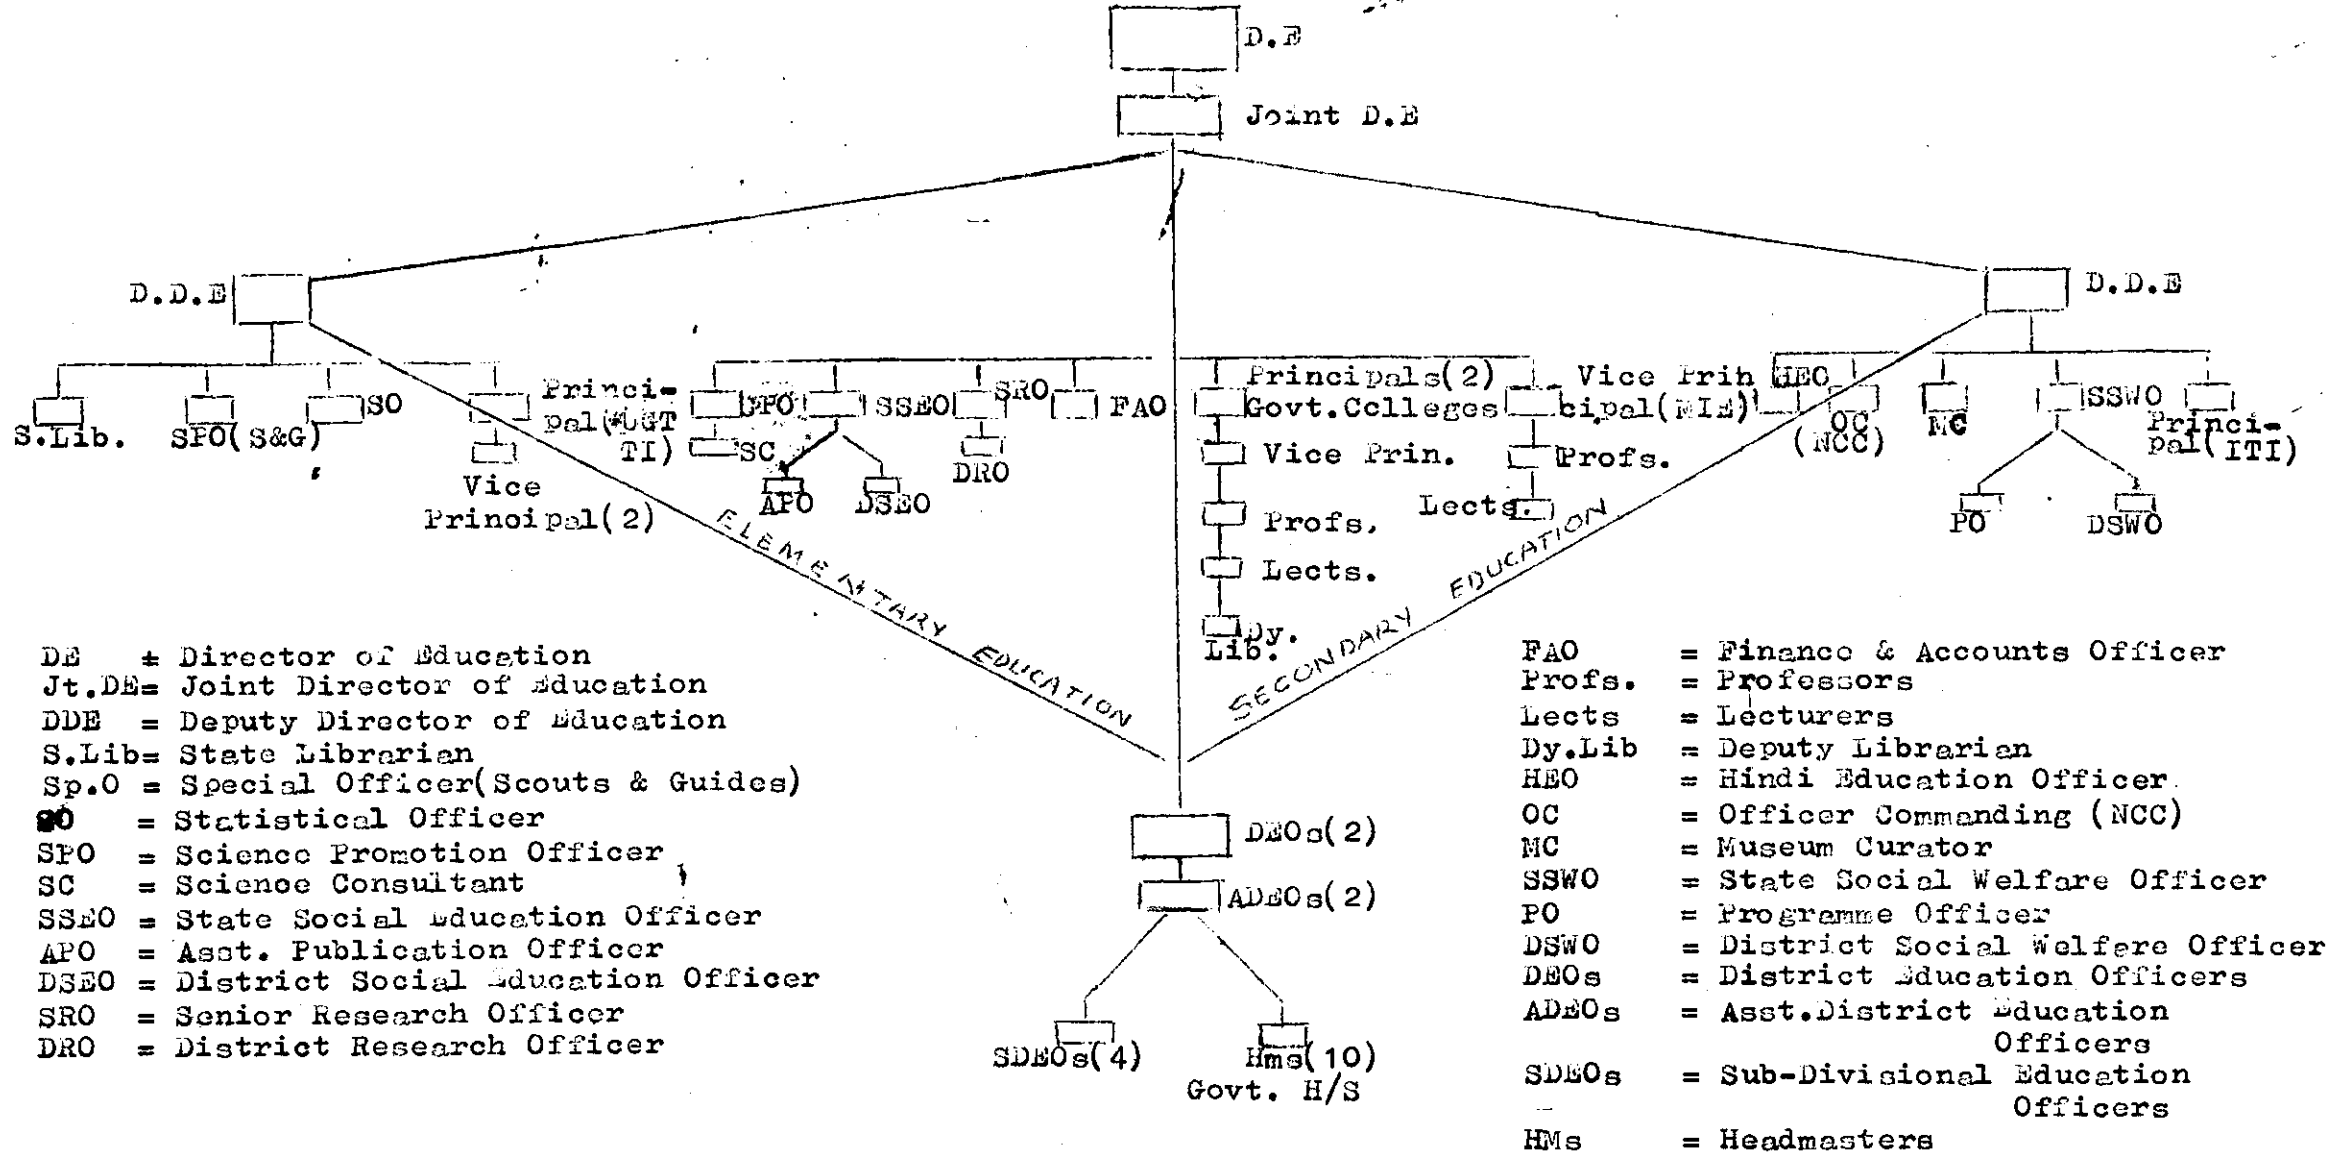 D.E
Joint D.E
D.D.E
D.D.E
S.Lib.
SPO(S&G)
SO
Princi-
pal(UGT
TI)
Vice
Principal(2)
SPO
SC
SSEO
APO
DSEO
SRO
DRO
FAO
Principals(2)
Govt.Colleges
Vice Prin.
Profs.
Lects.
Dy.
Lib.
Vice Prin
cipal(MIE)
Profs.
Lects.
HEO
OC
(NCC)
MC
SSWO
PO
DSWO
Princi-
pal(ITI)
ELEMENTARY EDUCATION
SECONDARY EDUCATION
DEOs(2)
ADEOs(2)
SDEOs(4)
Hms(10)
Govt. H/S
DE = Director of Education
Jt.DE= Joint Director of Education
DDE = Deputy Director of Education
S.Lib= State Librarian
Sp.O = Special Officer(Scouts & Guides)
SO = Statistical Officer
SPO = Science Promotion Officer
SC = Science Consultant
SSEO = State Social Education Officer
APO = Asst. Publication Officer
DSEO = District Social Education Officer
SRO = Senior Research Officer
DRO = District Research Officer
FAO = Finance & Accounts Officer
Profs. = Professors
Lects = Lecturers
Dy.Lib = Deputy Librarian
HEO = Hindi Education Officer
OC = Officer Commanding (NCC)
MC = Museum Curator
SSWO = State Social Welfare Officer
PO = Programme Officer
DSWO = District Social Welfare Officer
DEOs = District Education Officers
ADEOs = Asst.District Education
Officers
SDEOs = Sub-Divisional Education
Officers
HMs = Headmasters